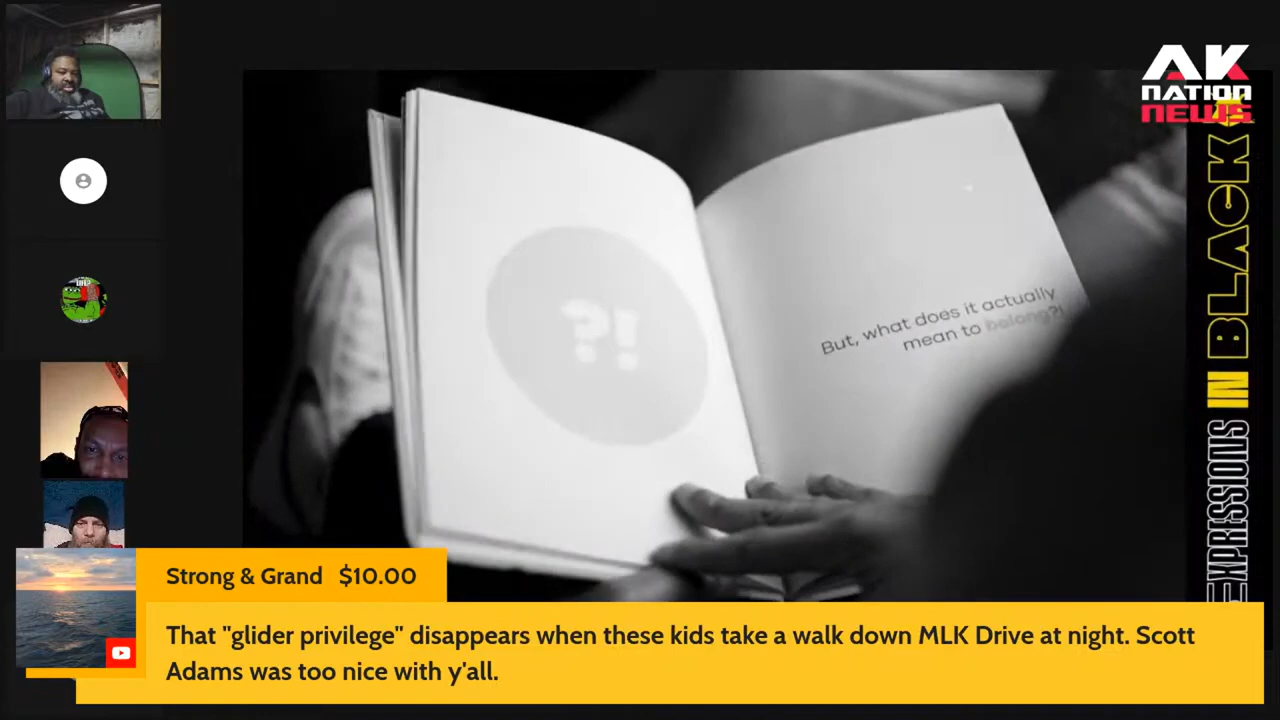 AK
NATION
NEWS
?!
But, what does it actually
mean to belong?!
EXPRESSIONS IN BLACK
Strong & Grand $10.00
That "glider privilege" disappears when these kids take a walk down MLK Drive at night. Scott
Adams was too nice with y'all.